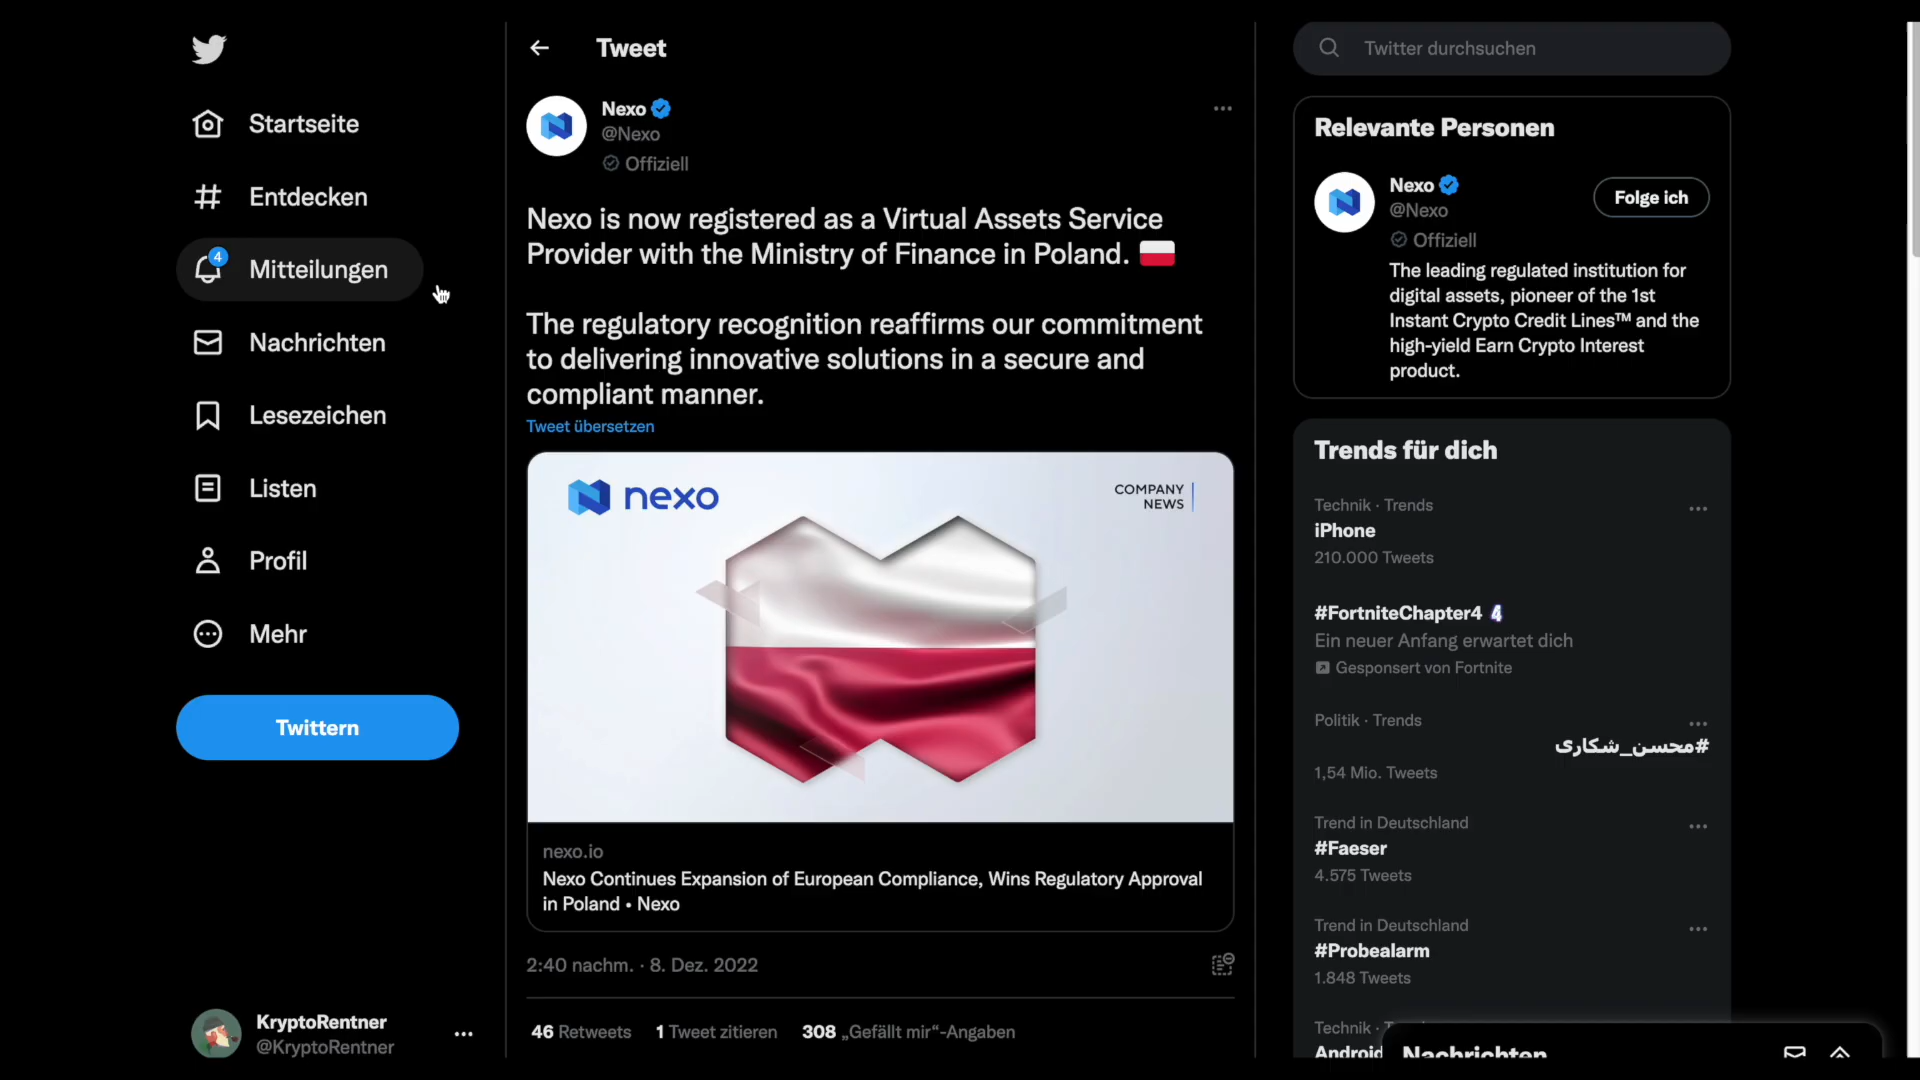 Startseite
Entdecken
4
Mitteilungen
Nachrichten
Lesezeichen
Listen
Profil
Mehr
Twittern
KryptoRentner
@KryptoRentner
Tweet
Nexo
@Nexo
Offiziell
Nexo is now registered as a Virtual Assets Service
Provider with the Ministry of Finance in Poland. 🇵🇱
The regulatory recognition reaffirms our commitment
to delivering innovative solutions in a secure and
compliant manner.
Tweet übersetzen
nexo
COMPANY
NEWS
nexo.io
Nexo Continues Expansion of European Compliance, Wins Regulatory Approval
in Poland • Nexo
2:40 nachm. · 8. Dez. 2022
46 Retweets 1 Tweet zitieren 308 „Gefällt mir“-Angaben
Twitter durchsuchen
Relevante Personen
Nexo
@Nexo
Offiziell
Folge ich
The leading regulated institution for
digital assets, pioneer of the 1st
Instant Crypto Credit Lines™ and the
high-yield Earn Crypto Interest
product.
Trends für dich
Technik · Trends
iPhone
210.000 Tweets
#FortniteChapter4 4
Ein neuer Anfang erwartet dich
Gesponsert von Fortnite
Politik · Trends
#محسن_شکاری
1,54 Mio. Tweets
Trend in Deutschland
#Faeser
4.575 Tweets
Trend in Deutschland
#Probealarm
1.848 Tweets
Technik ·
Android
Nachrichten